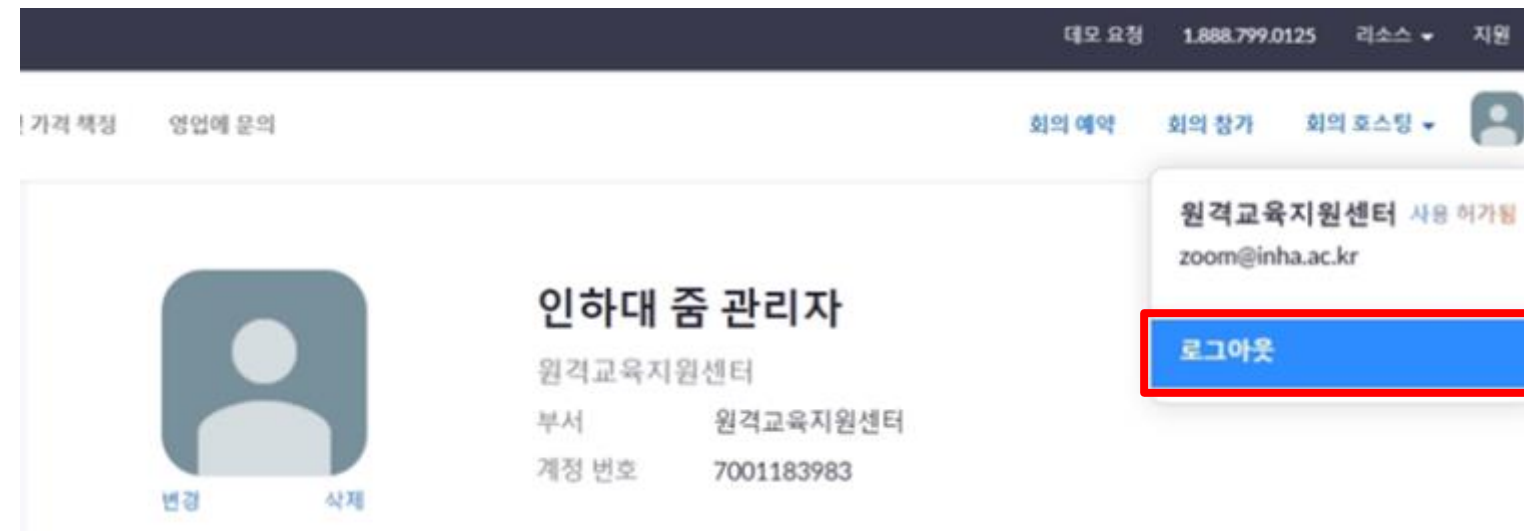 데모 요청 1.888.799.0125 리소스 지원
가격 책정 영업에 문의 회의 예약 회의 참가 회의 호스팅
원격교육지원센터 사용 허가됨
zoom@inha.ac.kr
로그아웃
인하대 줌 관리자
원격교육지원센터
부서 원격교육지원센터
계정 번호 7001183983
변경 삭제